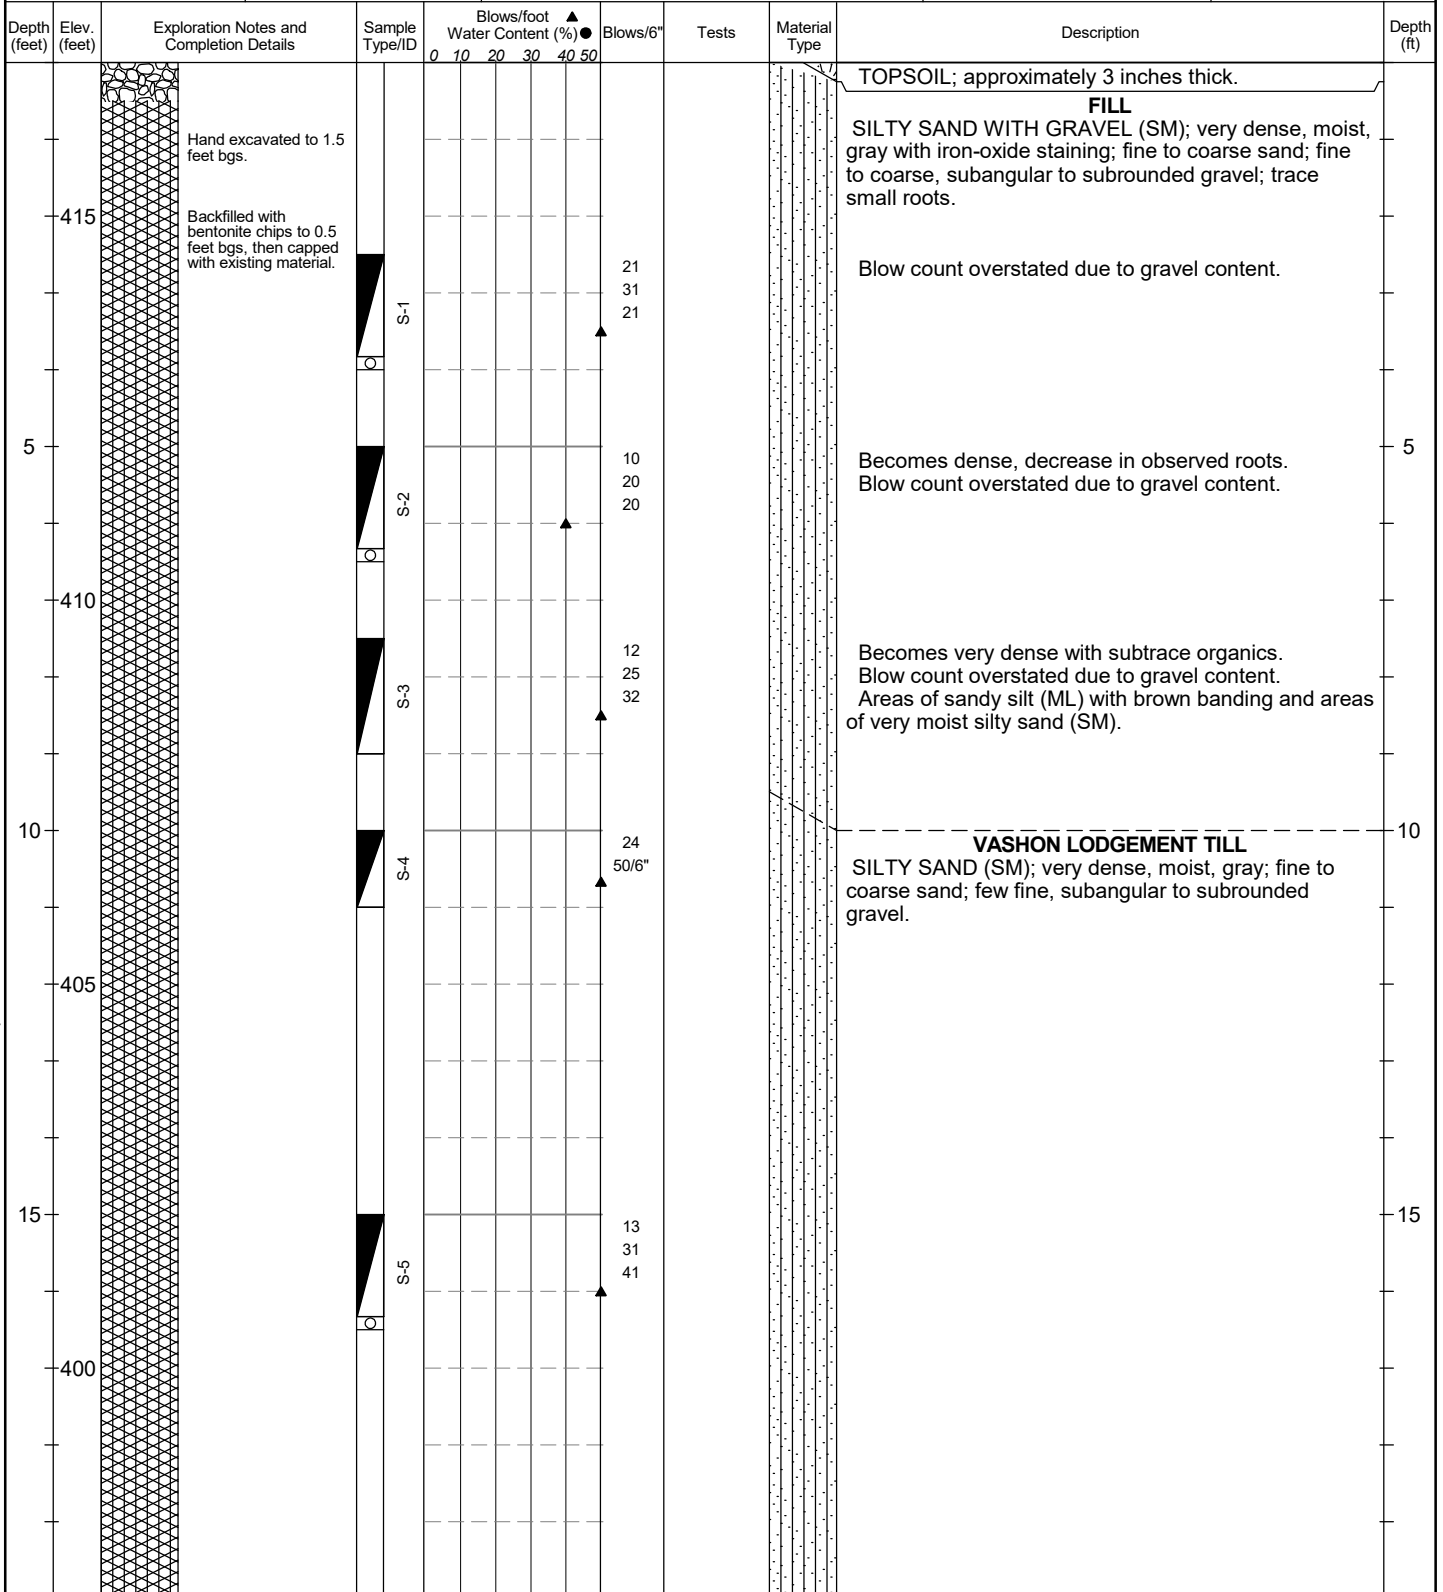 Depth
(feet)
Elev.
(feet)
Exploration Notes and
Completion Details
Sample
Type/ID
Blows/foot ▲
Water Content (%) ●
0 10 20 30 40 50
Blows/6"
Tests
Material
Type
Description
Depth
(ft)
TOPSOIL; approximately 3 inches thick.
FILL
SILTY SAND WITH GRAVEL (SM); very dense, moist,
gray with iron-oxide staining; fine to coarse sand; fine
to coarse, subangular to subrounded gravel; trace
small roots.
Hand excavated to 1.5
feet bgs.
415
Backfilled with
bentonite chips to 0.5
feet bgs, then capped
with existing material.
S-1
21
31
21
Blow count overstated due to gravel content.
5
S-2
10
20
20
Becomes dense, decrease in observed roots.
Blow count overstated due to gravel content.
5
410
S-3
12
25
32
Becomes very dense with subtrace organics.
Blow count overstated due to gravel content.
Areas of sandy silt (ML) with brown banding and areas
of very moist silty sand (SM).
10
S-4
24
50/6"
10
VASHON LODGEMENT TILL
SILTY SAND (SM); very dense, moist, gray; fine to
coarse sand; few fine, subangular to subrounded
gravel.
405
15
S-5
13
31
41
15
400